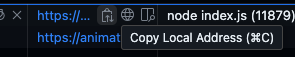 https://... node index.js (11879)
https://animat
Copy Local Address (⌘C)